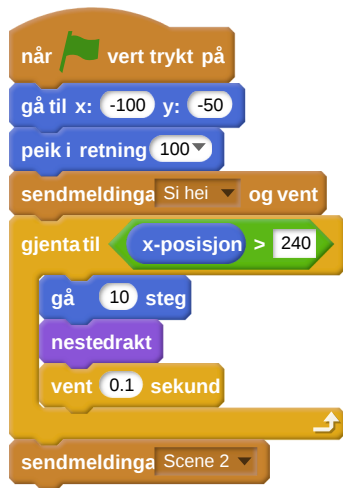 når vert trykt på
gå til x: -100 y: -50
peik i retning 100
sendmeldinga Si hei og vent
gjenta til x-posisjon > 240
gå 10 steg
nestedrakt
vent 0.1 sekund
sendmeldinga Scene 2